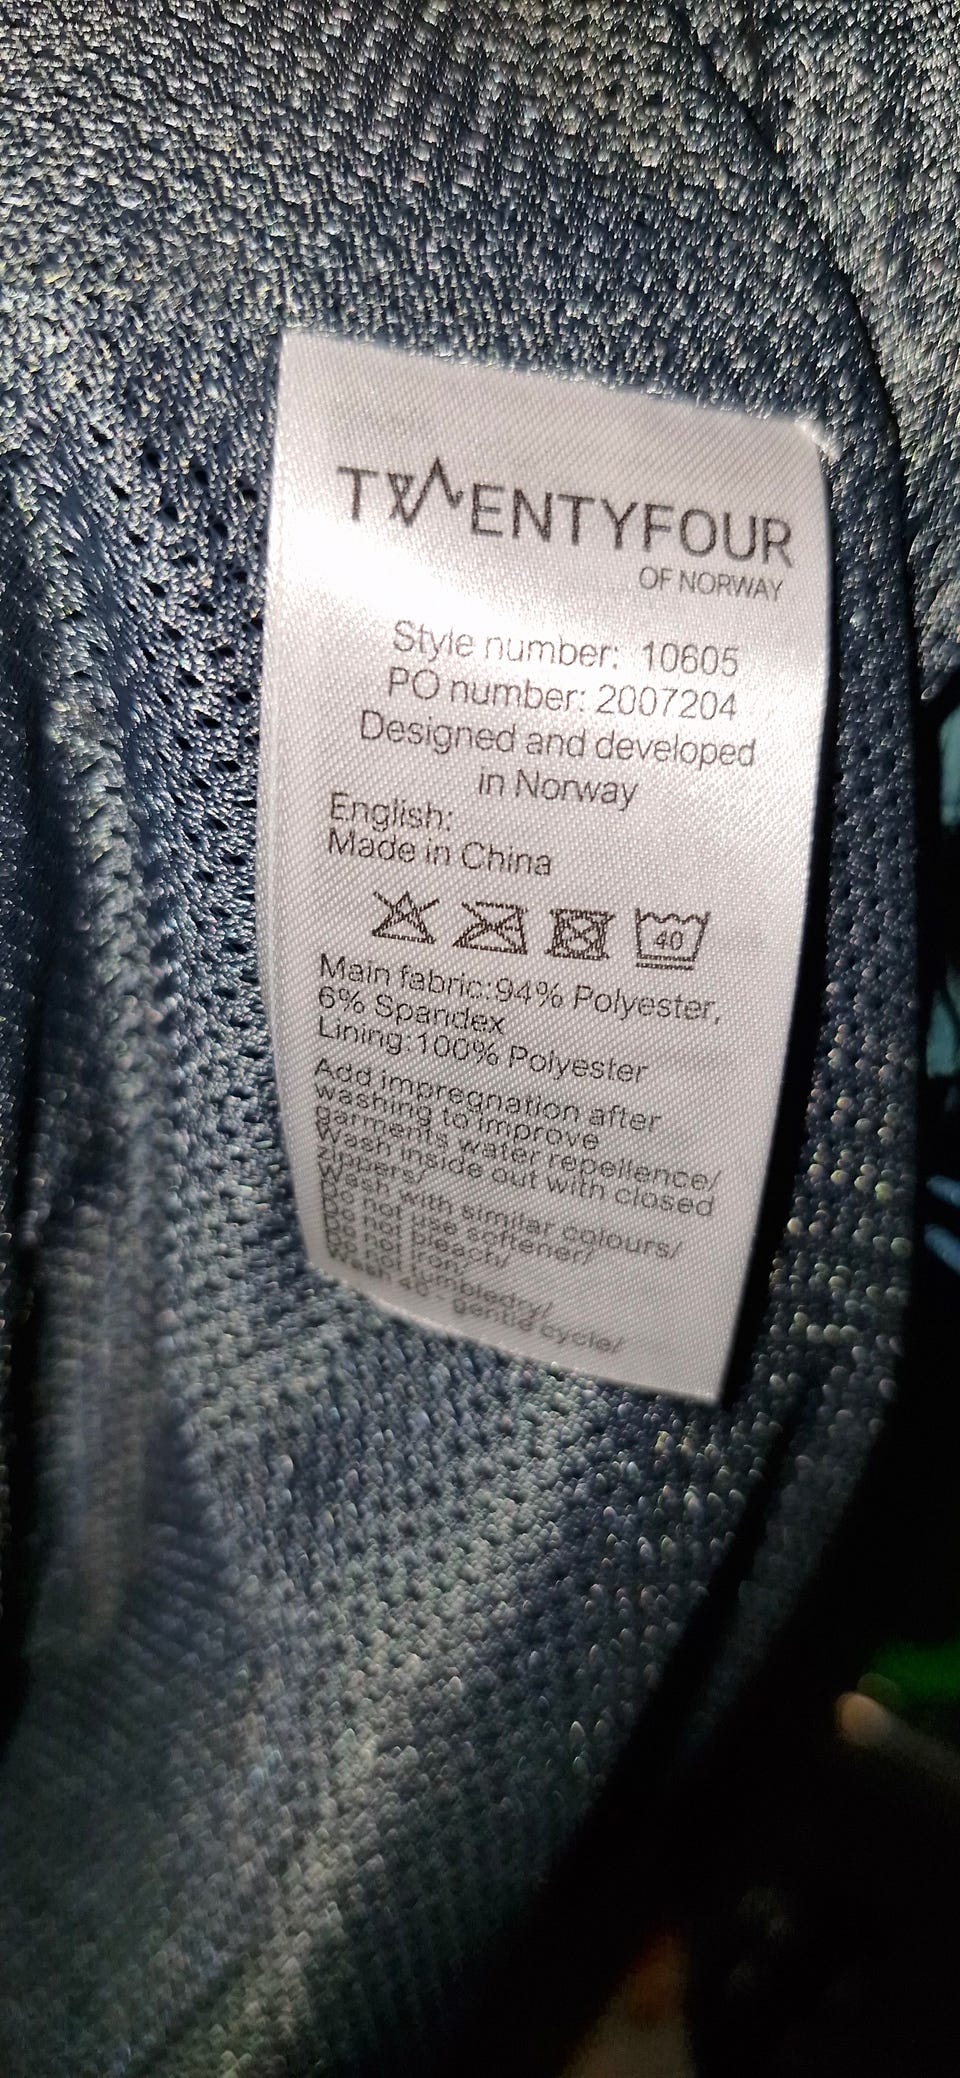 TWENTYFOUR
OF NORWAY
Style number: 10605
PO number: 2007204
Designed and developed
in Norway
English:
Made in China
40
Main fabric:94% Polyester,
6% Spandex
Lining:100% Polyester
Add impregnation after
washing to improve
garments water repellence/
Wash inside out with closed
zippers/
Wash with similar colours/
Do not use softener/
Do not bleach/
Do not iron/
Do not tumbledry/
Wash 40 - gentle cycle/